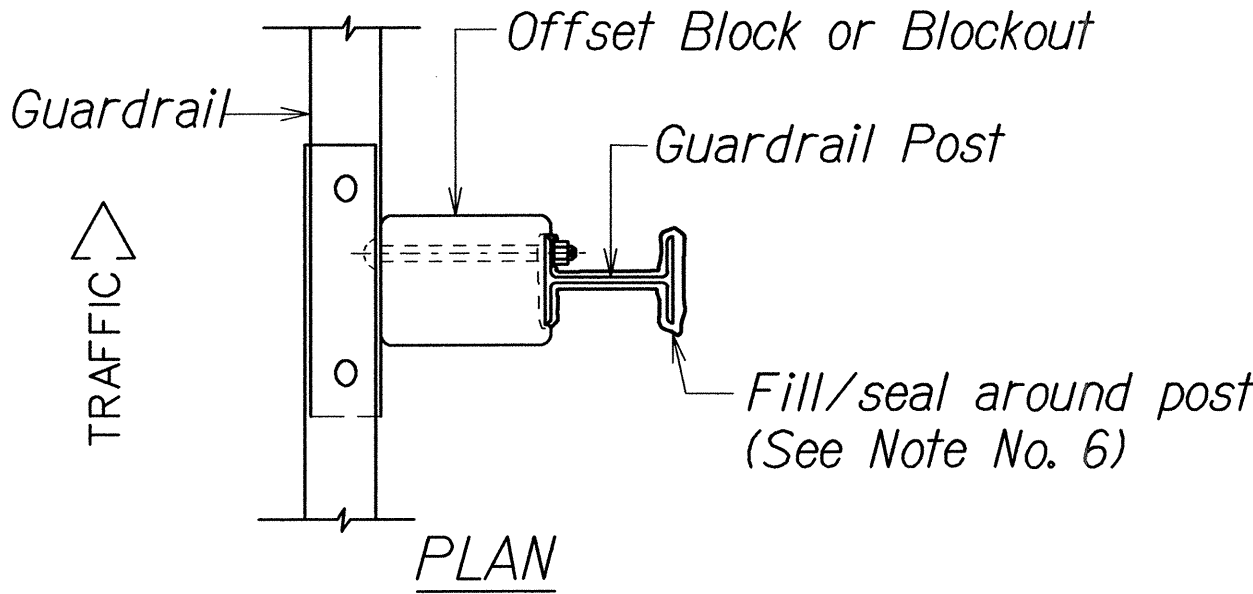 Offset Block or Blockout
Guardrail
Guardrail Post
TRAFFIC
Fill/seal around post
(See Note No. 6)
PLAN